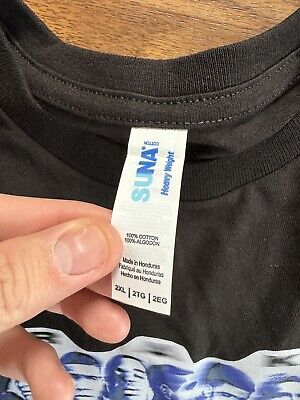 SUNA®
Heavy Weight
100% COTTON
100% ALGODÓN
Made in Honduras
Fabriqué au Honduras
Hecho en Honduras
2XL | 2TG | 2EG